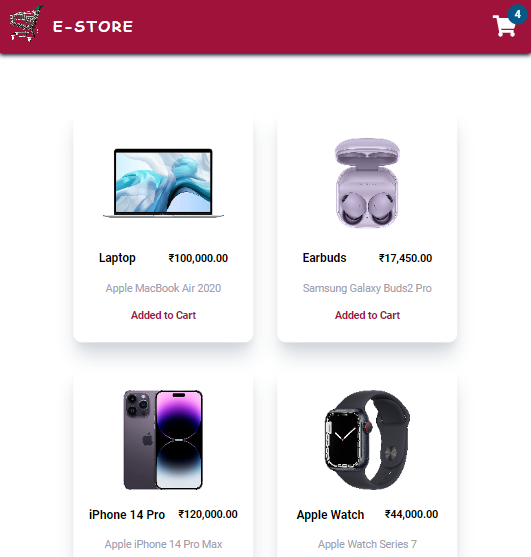 E-STORE
4
Laptop ₹100,000.00
Apple MacBook Air 2020
Added to Cart
Earbuds ₹17,450.00
Samsung Galaxy Buds2 Pro
Added to Cart
iPhone 14 Pro ₹120,000.00
Apple iPhone 14 Pro Max
Apple Watch ₹44,000.00
Apple Watch Series 7